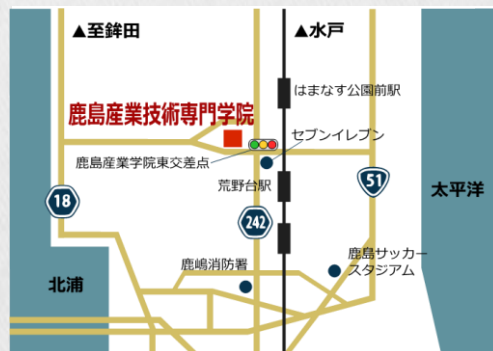 ▲至鉾田
▲水戸
はまなす公園前駅
鹿島産業技術専門学院
セブンイレブン
鹿島産業学院東交差点
荒野台駅
51
太平洋
18
242
鹿嶋消防署
鹿島サッカー
スタジアム
北浦